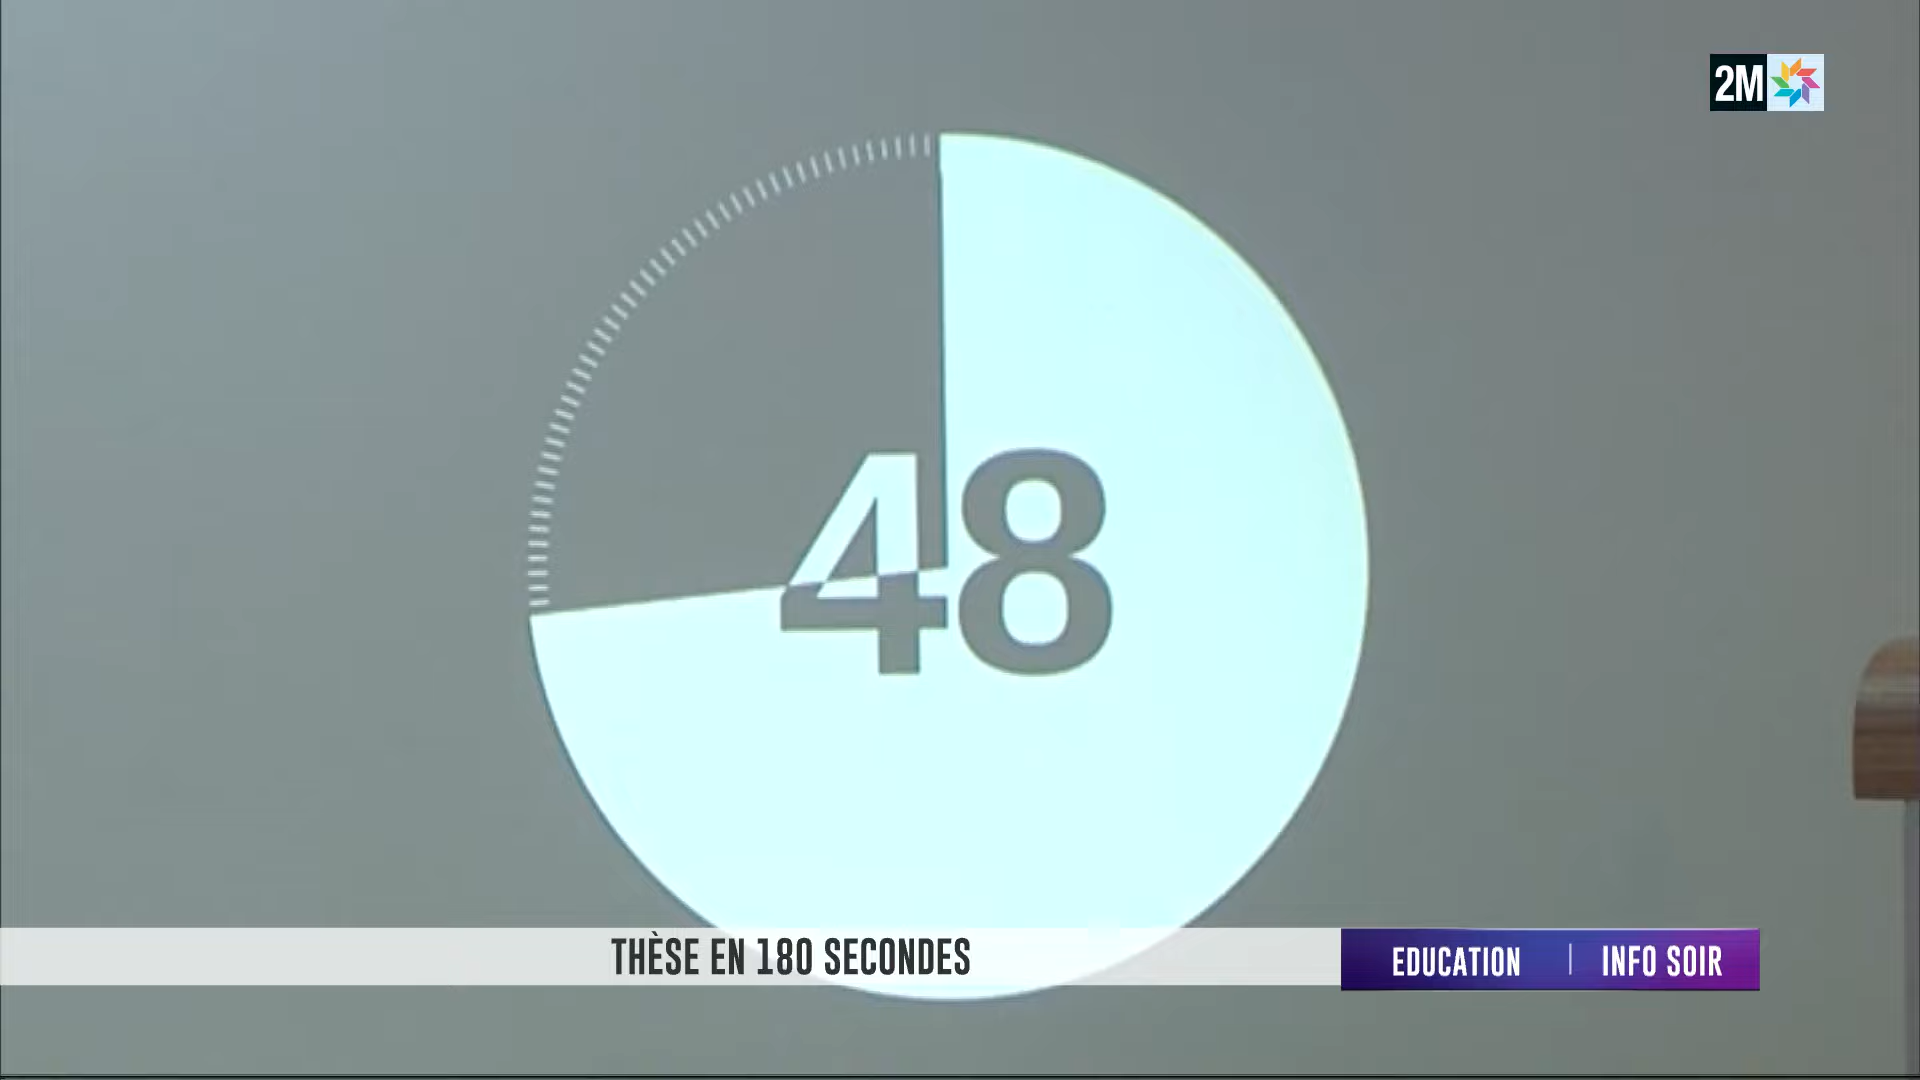 2M
48
THÈSE EN 180 SECONDES
EDUCATION | INFO SOIR